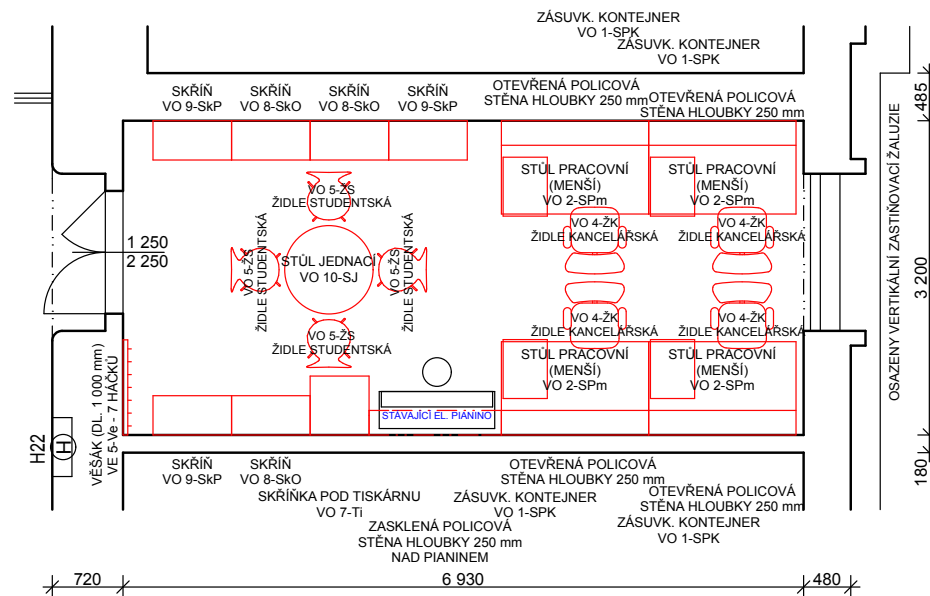 ZÁSUVK. KONTEJNER
VO 1-SPK
ZÁSUVK. KONTEJNER
VO 1-SPK
SKŘÍŇ
VO 9-SkP
SKŘÍŇ
VO 8-SkO
SKŘÍŇ
VO 8-SkO
SKŘÍŇ
VO 9-SkP
OTEVŘENÁ POLICOVÁ
STĚNA HLOUBKY 250 mm
OTEVŘENÁ POLICOVÁ
STĚNA HLOUBKY 250 mm
485
STŮL PRACOVNÍ
(MENŠÍ)
VO 2-SPm
STŮL PRACOVNÍ
(MENŠÍ)
VO 2-SPm
VO 5-ŽS
ŽIDLE STUDENTSKÁ
VO 4-ŽK
ŽIDLE KANCELÁŘSKÁ
VO 4-ŽK
ŽIDLE KANCELÁŘSKÁ
1 250
2 250
VO 5-ŽS
ŽIDLE STUDENTSKÁ
STŮL JEDNACÍ
VO 10-SJ
VO 5-ŽS
ŽIDLE STUDENTSKÁ
OSAZENY VERTIKÁLNÍ ZASTIŇOVACÍ ŽALUZIE
3 200
VO 5-ŽS
ŽIDLE STUDENTSKÁ
VO 4-ŽK
ŽIDLE KANCELÁŘSKÁ
VO 4-ŽK
ŽIDLE KANCELÁŘSKÁ
STŮL PRACOVNÍ
(MENŠÍ)
VO 2-SPm
STŮL PRACOVNÍ
(MENŠÍ)
VO 2-SPm
STÁVAJÍCÍ EL. PIANINO
H22
H
VĚŠÁK (DL. 1 000 mm)
VE 5-Ve - 7 HÁČKŮ
180
SKŘÍŇ
VO 9-SkP
SKŘÍŇ
VO 8-SkO
OTEVŘENÁ POLICOVÁ
STĚNA HLOUBKY 250 mm
OTEVŘENÁ POLICOVÁ
STĚNA HLOUBKY 250 mm
SKŘÍŇKA POD TISKÁRNU
VO 7-Ti
ZÁSUVK. KONTEJNER
VO 1-SPK
ZÁSUVK. KONTEJNER
VO 1-SPK
ZASKLENÁ POLICOVÁ
STĚNA HLOUBKY 250 mm
NAD PIANINEM
720
6 930
480